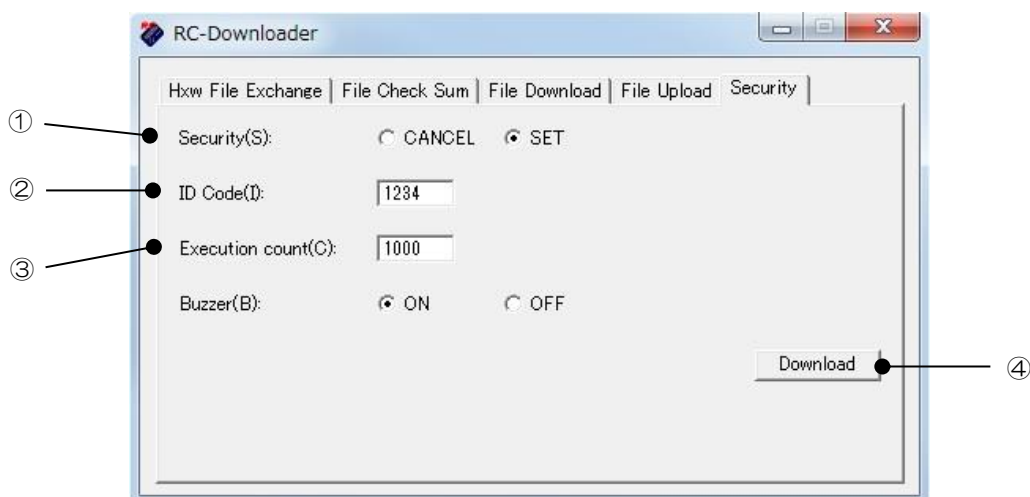 RC-Downloader
Hxw File Exchange File Check Sum File Download File Upload Security
① Security(S): CANCEL SET
② ID Code(I): 1234
③ Execution count(C): 1000
Buzzer(B): ON OFF
Download ④